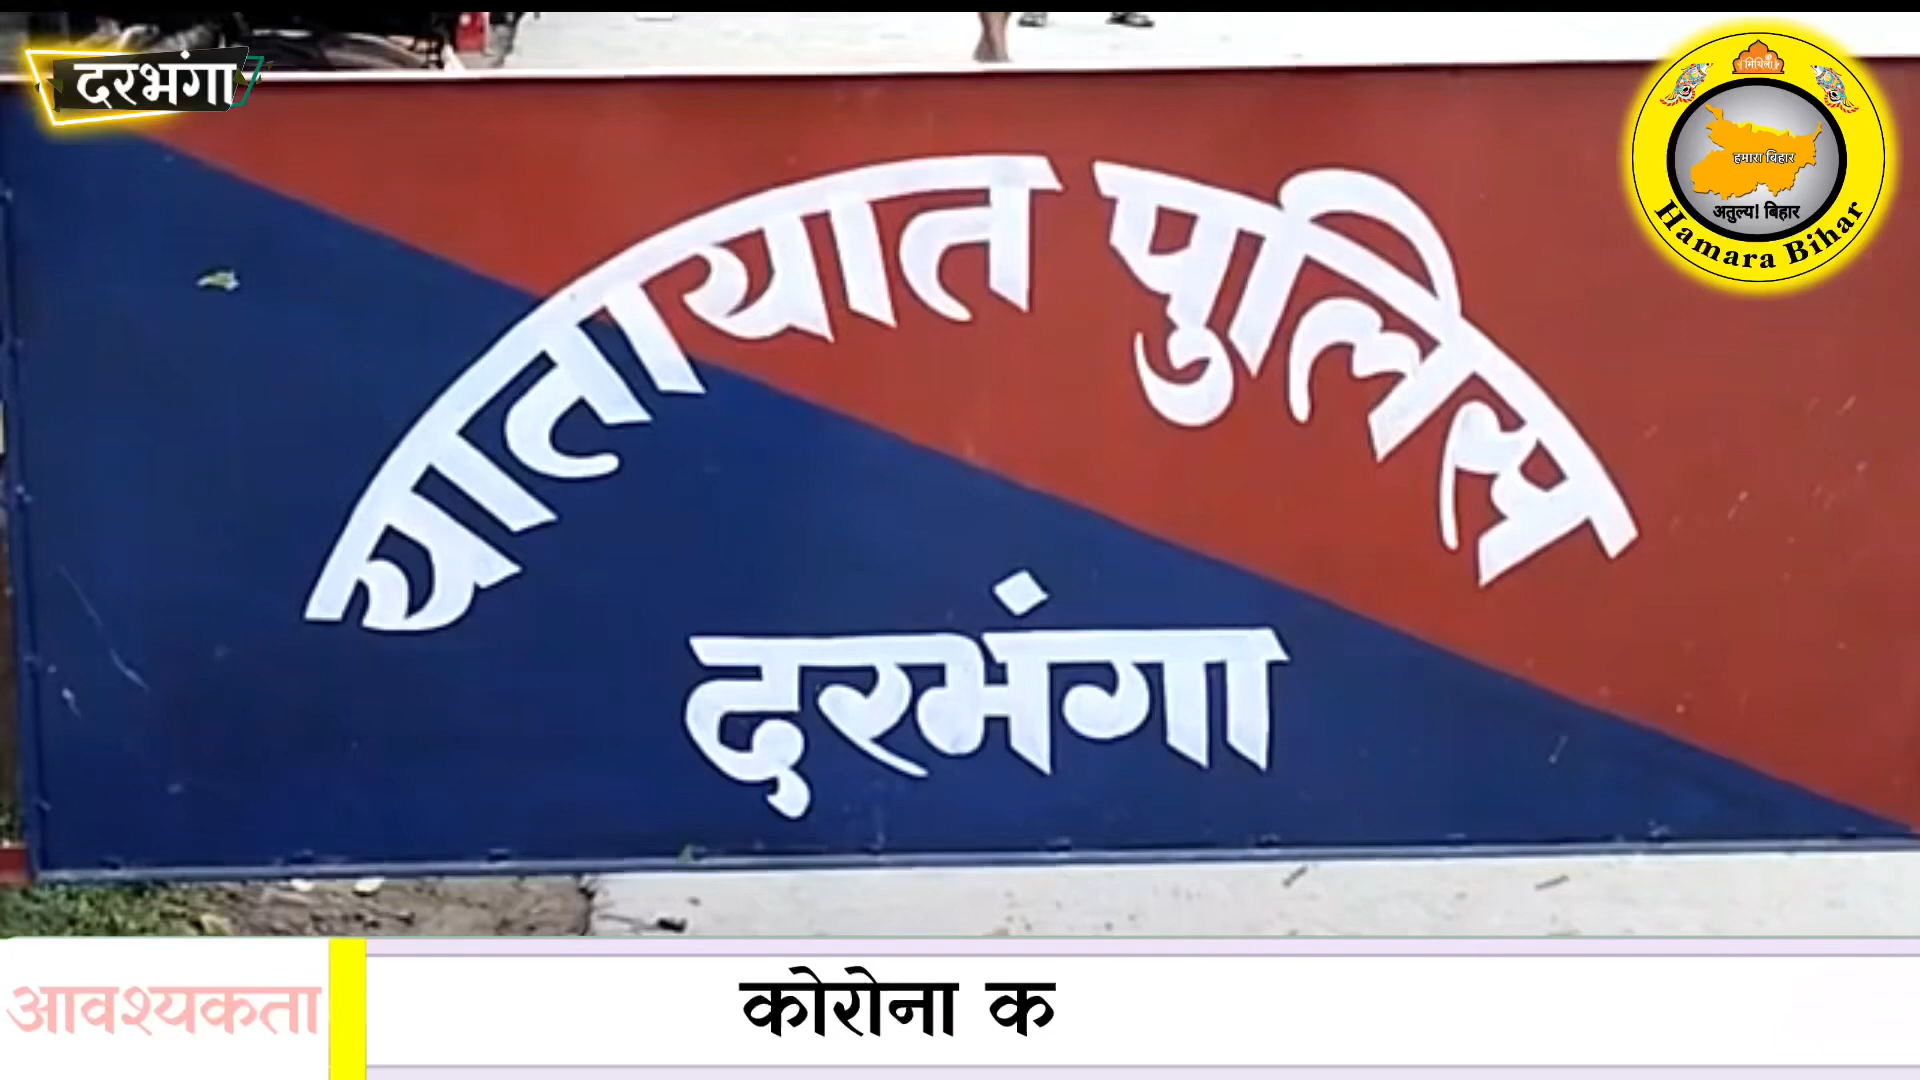 दरभंगा
मिथिला
हमारा बिहार
अतुल्य! बिहार
Hamara Bihar
यातायात पुलिस
दरभंगा
आवश्यकता
कोरोना क